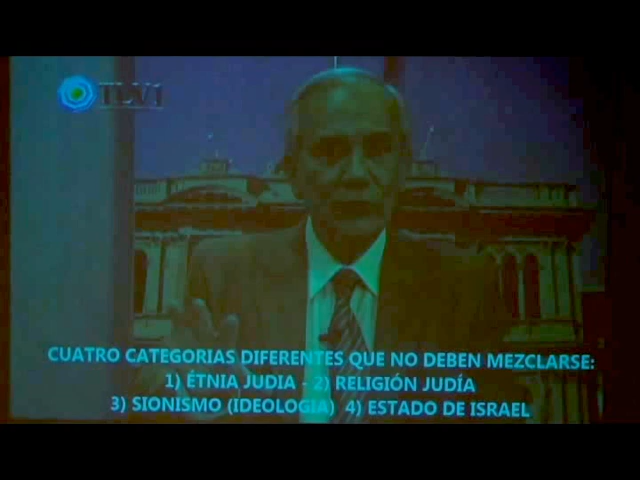 TLV1
CUATRO CATEGORIAS DIFERENTES QUE NO DEBEN MEZCLARSE:
1) ÉTNIA JUDIA - 2) RELIGIÓN JUDÍA
3) SIONISMO (IDEOLOGIA) 4) ESTADO DE ISRAEL